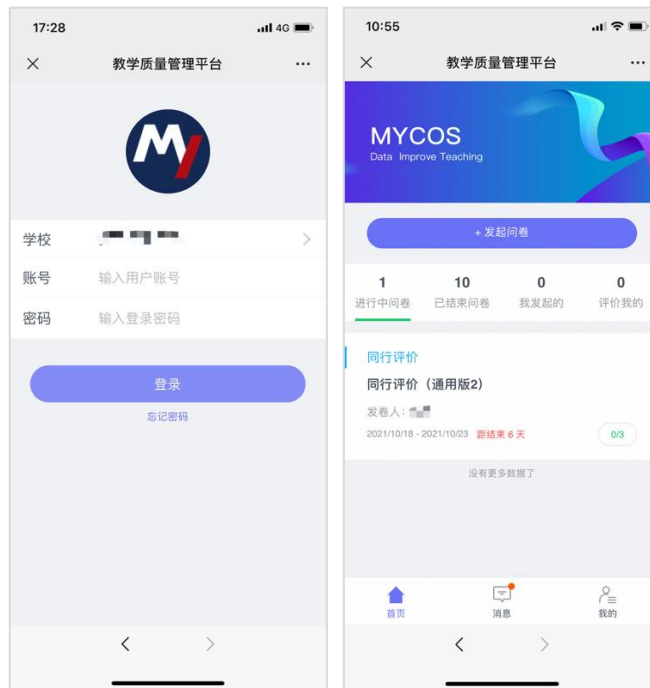 17:28
4G
教学质量管理平台
M
学校
账号 输入用户账号
密码 输入登录密码
登录
忘记密码
10:55
教学质量管理平台
MYCOS
Data Improve Teaching
+发起问卷
1 10 0 0
进行中问卷 已结束问卷 我发起的 评价我的
同行评价
同行评价（通用版2）
发卷人：
2021/10/18 - 2021/10/23 距结束 6 天 0/3
没有更多数据了
首页 消息 我的